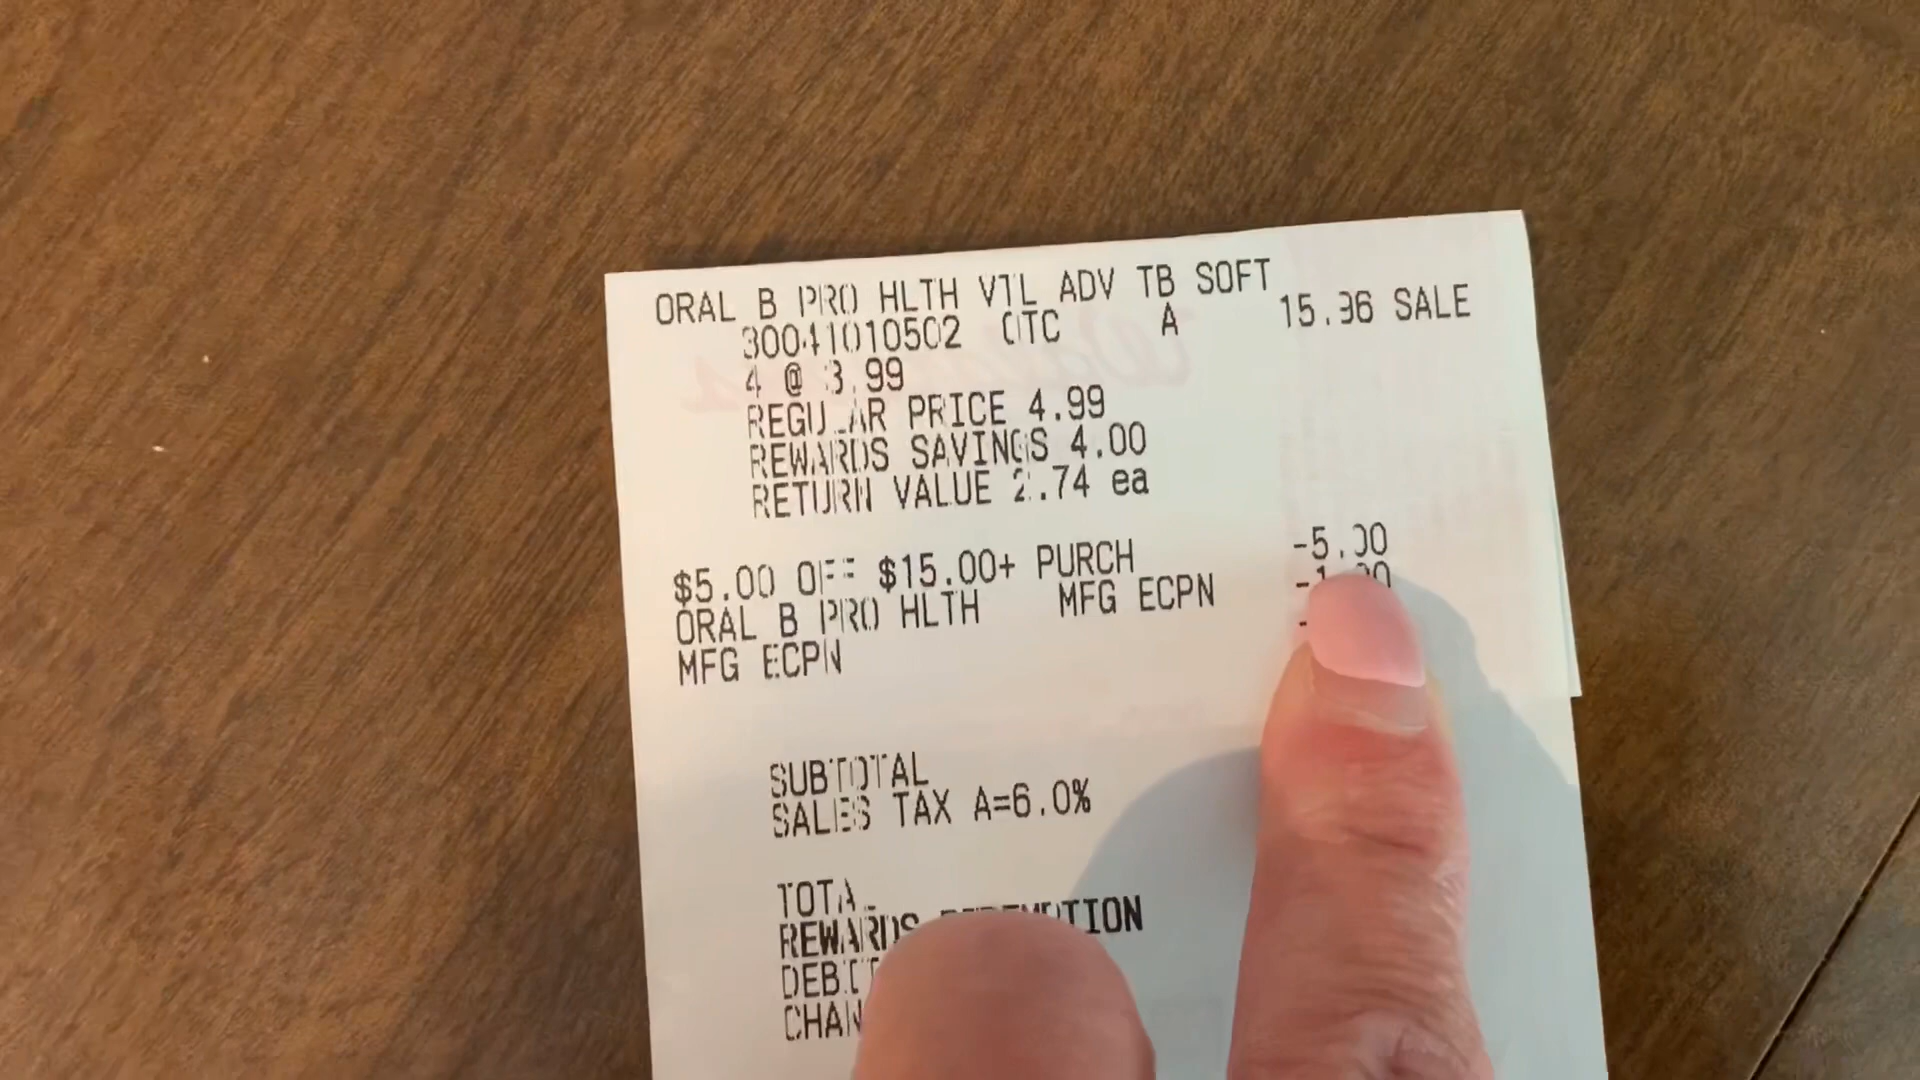 ORAL B PRO HLTH VTL ADV TB SOFT
30041010502 OTC A 15.96 SALE
4 @ 3.99
REGULAR PRICE 4.99
REWARDS SAVINGS 4.00
RETURN VALUE 2.74 ea
$5.00 OFF $15.00+ PURCH -5.00
ORAL B PRO HLTH MFG ECPN
MFG ECPN
SUBTOTAL
SALES TAX A=6.0%
TOTAL
REWARDS REDEMPTION